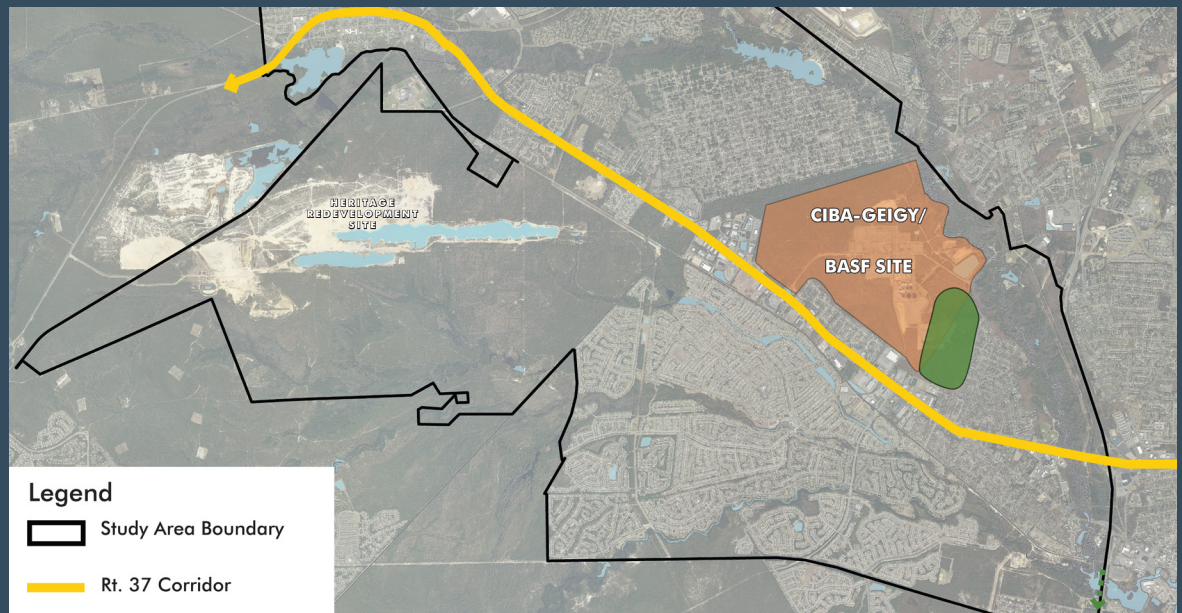 HERITAGE
REDEVELOPMENT
SITE
CIBA-GEIGY/
BASF SITE
Legend
Study Area Boundary
Rt. 37 Corridor